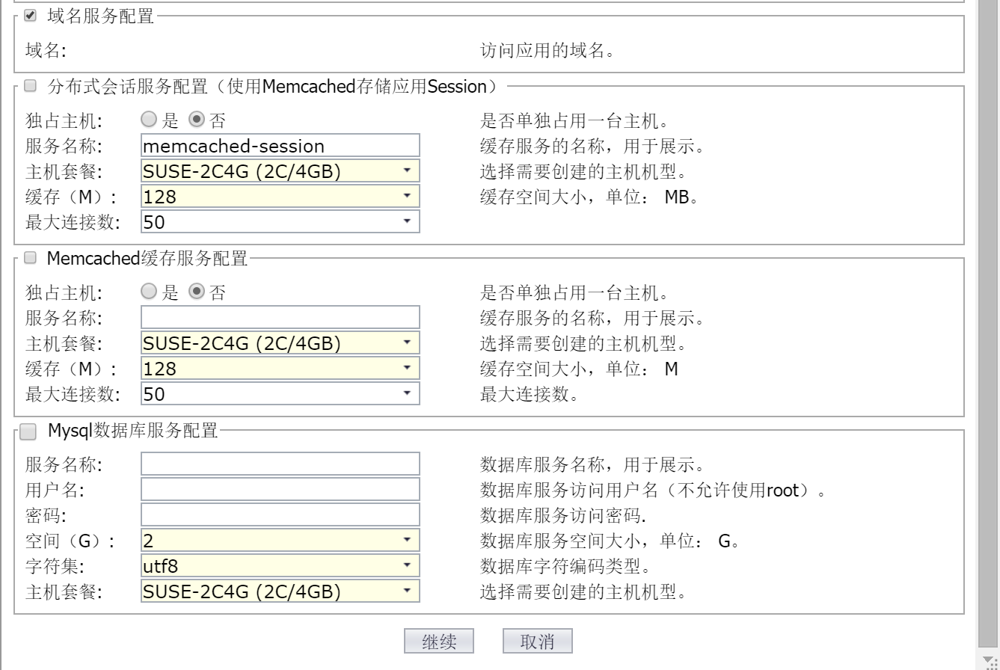 域名服务配置
域名: 访问应用的域名。
分布式会话服务配置（使用Memcached存储应用Session）
独占主机: 是 否 是否单独占用一台主机。
服务名称: memcached-session 缓存服务的名称，用于展示。
主机套餐: SUSE-2C4G (2C/4GB) 选择需要创建的主机机型。
缓存（M）: 128 缓存空间大小，单位： MB。
最大连接数: 50
Memcached缓存服务配置
独占主机: 是 否 是否单独占用一台主机。
服务名称: 缓存服务的名称，用于展示。
主机套餐: SUSE-2C4G (2C/4GB) 选择需要创建的主机机型。
缓存（M）: 128 缓存空间大小，单位： M
最大连接数: 50 最大连接数。
Mysql数据库服务配置
服务名称: 数据库服务名称，用于展示。
用户名: 数据库服务访问用户名（不允许使用root）。
密码: 数据库服务访问密码.
空间（G）: 2 数据库服务空间大小，单位： G。
字符集: utf8 数据库字符编码类型。
主机套餐: SUSE-2C4G (2C/4GB) 选择需要创建的主机机型。
继续 取消